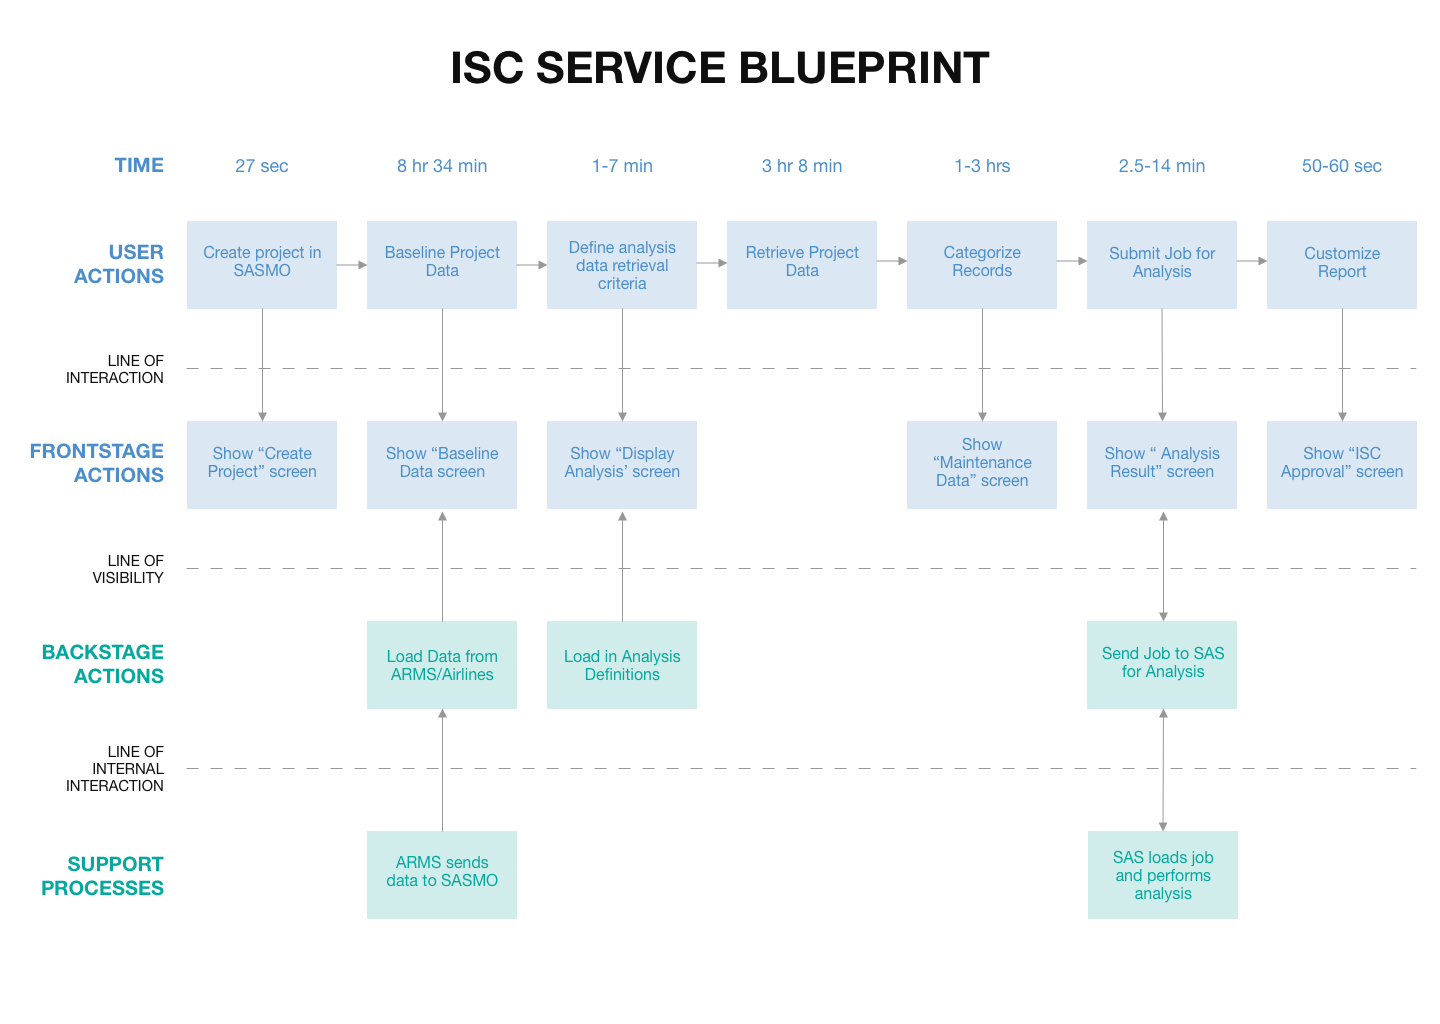 ISC SERVICE BLUEPRINT
TIME
27 sec
8 hr 34 min
1-7 min
3 hr 8 min
1-3 hrs
2.5-14 min
50-60 sec
USER
ACTIONS
Create project in
SASMO
Baseline Project
Data
Define analysis
data retrieval
criteria
Retrieve Project
Data
Categorize
Records
Submit Job for
Analysis
Customize
Report
LINE OF
INTERACTION
FRONTSTAGE
ACTIONS
Show “Create
Project” screen
Show “Baseline
Data screen
Show “Display
Analysis’ screen
Show
“Maintenance
Data” screen
Show “ Analysis
Result” screen
Show “ISC
Approval” screen
LINE OF
VISIBILITY
BACKSTAGE
ACTIONS
Load Data from
ARMS/Airlines
Load in Analysis
Definitions
Send Job to SAS
for Analysis
LINE OF
INTERNAL
INTERACTION
SUPPORT
PROCESSES
ARMS sends
data to SASMO
SAS loads job
and performs
analysis